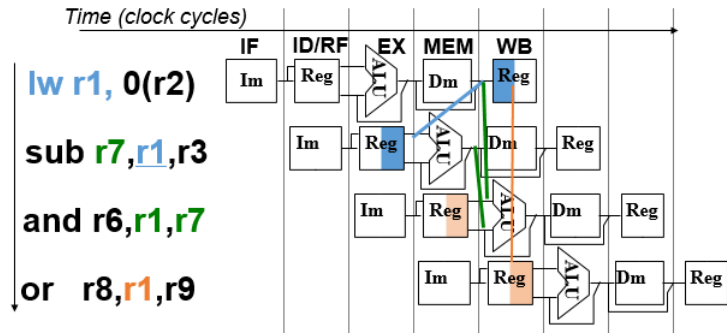 Time (clock cycles)
IF ID/RF EX MEM WB
lw r1, 0(r2) Im Reg ALU Dm Reg
sub r7,r1,r3 Im Reg ALU Dm Reg
and r6,r1,r7 Im Reg ALU Dm Reg
or r8,r1,r9 Im Reg ALU Dm Reg